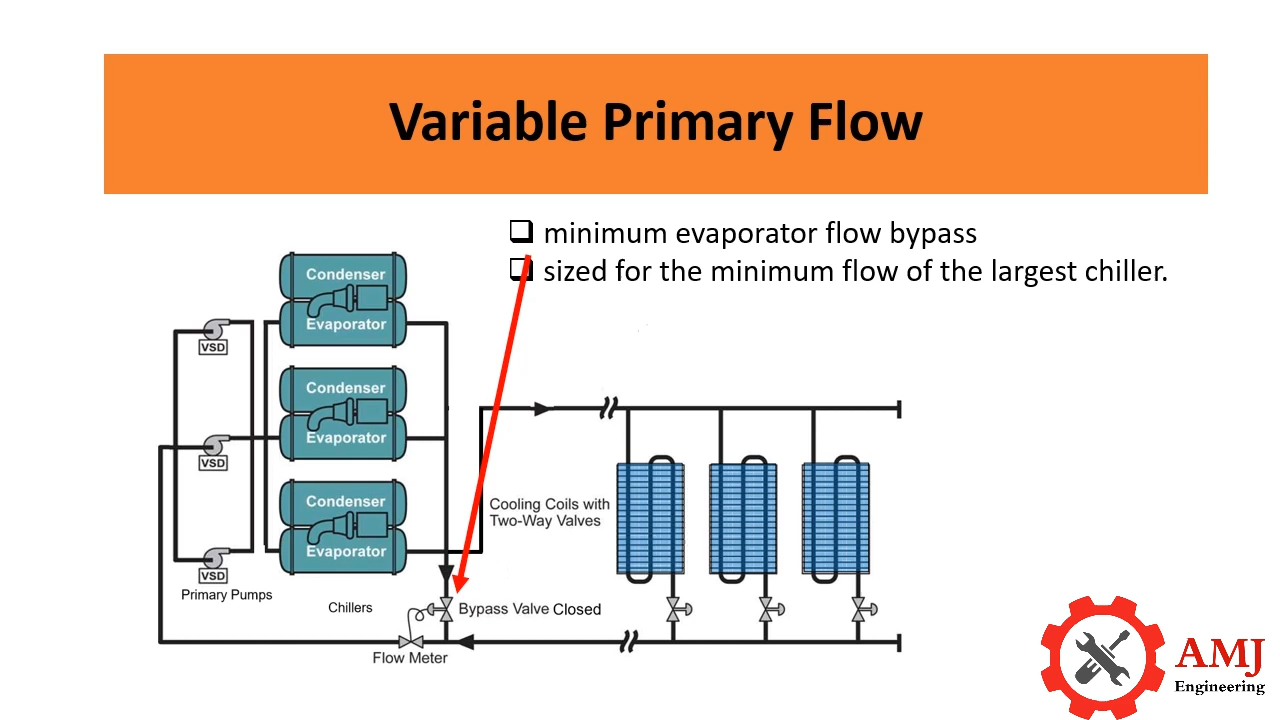 Variable Primary Flow
minimum evaporator flow bypass
sized for the minimum flow of the largest chiller.
Condenser
Evaporator
VSD
Condenser
Evaporator
VSD
Cooling Coils with
Two-Way Valves
Condenser
Evaporator
VSD
Primary Pumps
Chillers
Bypass Valve Closed
Flow Meter
AMJ
Engineering